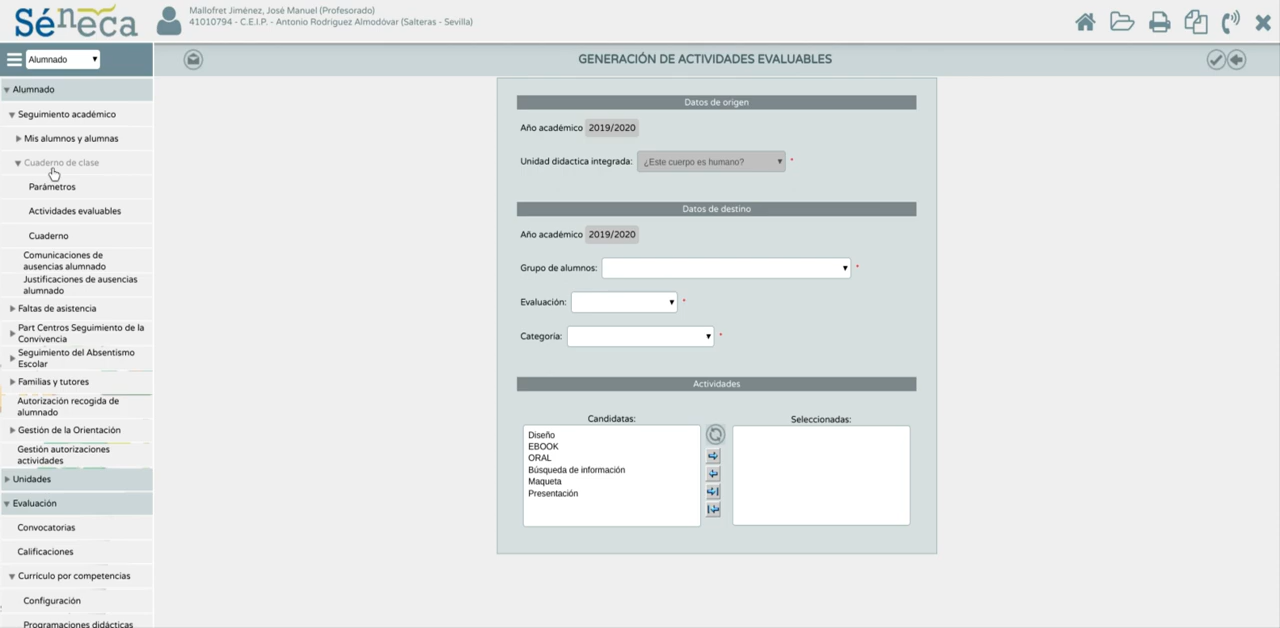 Séneca
Mallofret Jiménez, José Manuel (Profesorado)
41010794 - C.E.I.P. - Antonio Rodríguez Almodóvar (Salteras - Sevilla)
Alumnado
GENERACIÓN DE ACTIVIDADES EVALUABLES
Alumnado
Seguimiento académico
Mis alumnos y alumnas
Cuaderno de clase
Parámetros
Actividades evaluables
Cuaderno
Comunicaciones de
ausencias alumnado
Justificaciones de ausencias
alumnado
Faltas de asistencia
Part Centros Seguimiento de la
Convivencia
Seguimiento del Absentismo
Escolar
Familias y tutores
Autorización recogida de
alumnado
Gestión de la Orientación
Gestión autorizaciones
actividades
Unidades
Evaluación
Convocatorias
Calificaciones
Currículo por competencias
Configuración
Programaciones didácticas
Datos de origen
Año académico 2019/2020
Unidad didactica integrada: ¿Este cuerpo es humano? *
Datos de destino
Año académico 2019/2020
Grupo de alumnos: *
Evaluación: *
Categoría: *
Actividades
Candidatas: Seleccionadas:
Diseño
EBOOK
ORAL
Búsqueda de información
Maqueta
Presentación